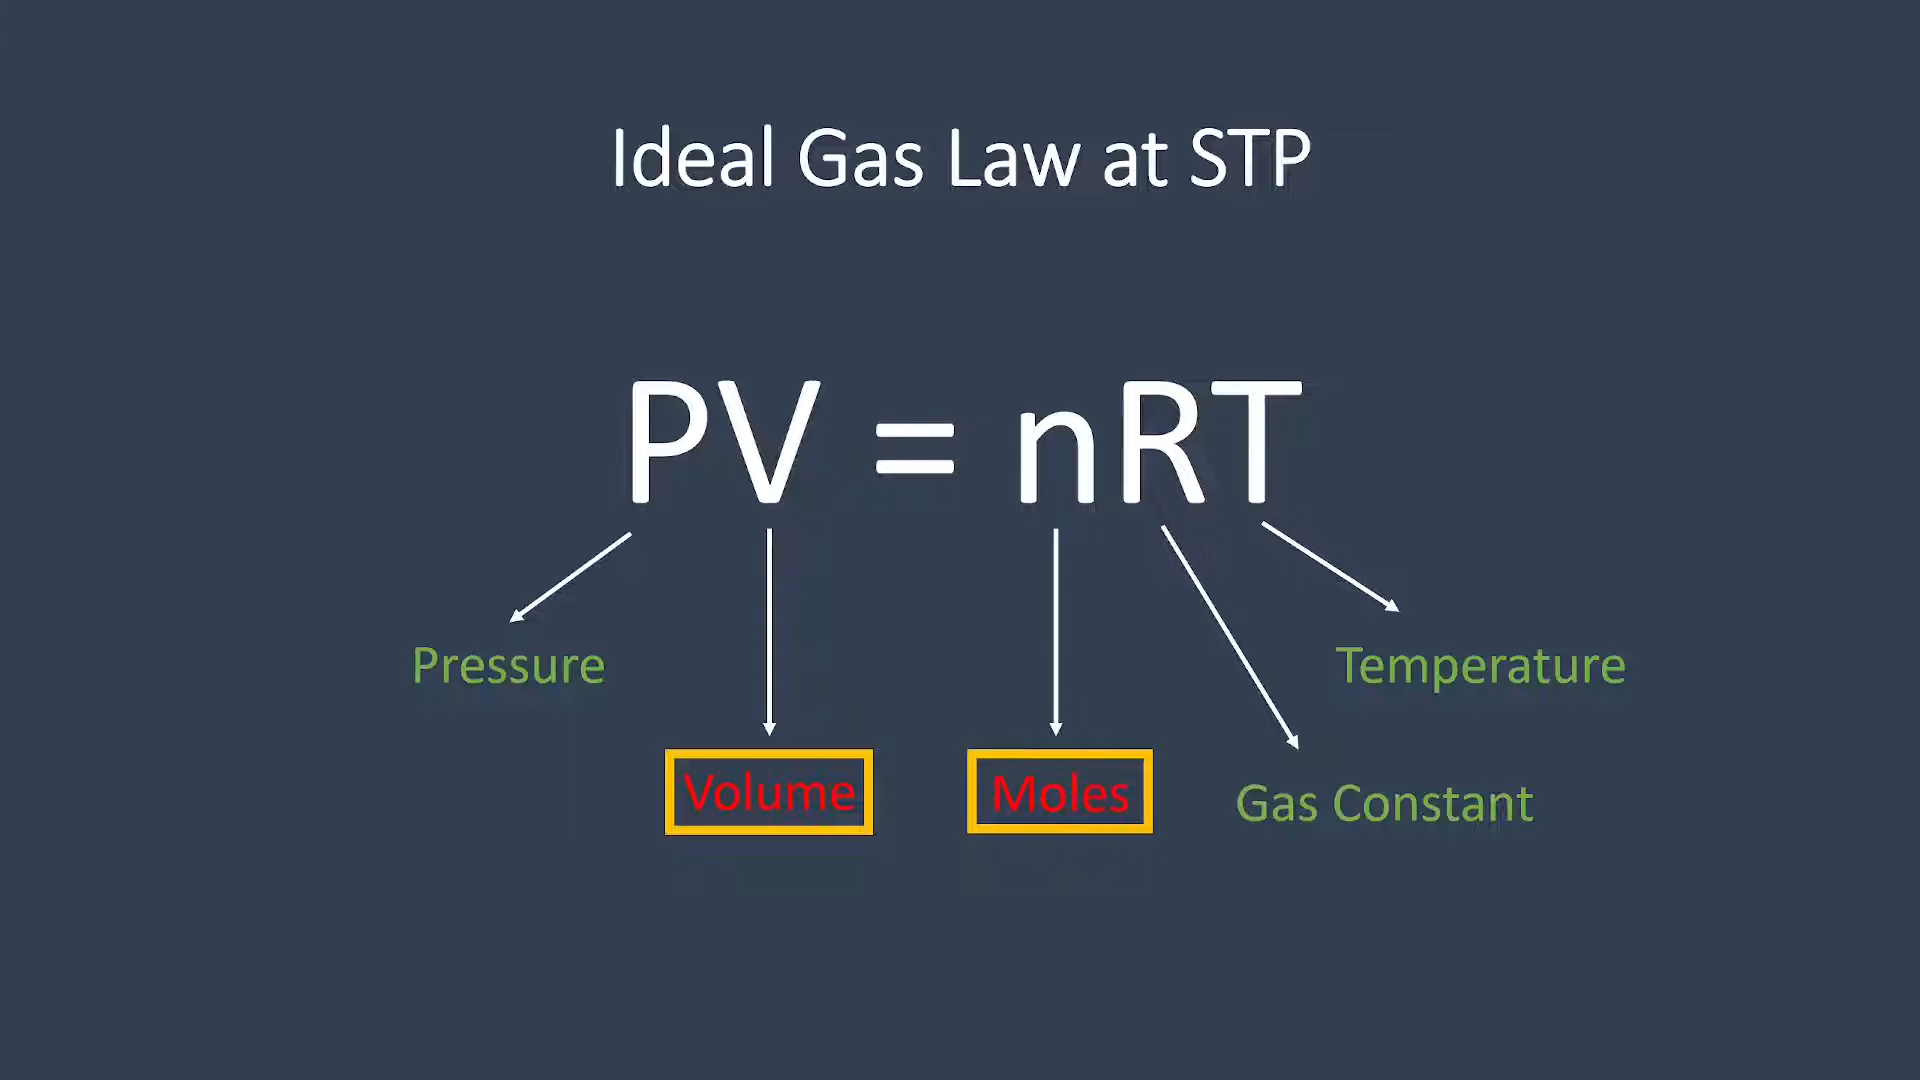 Ideal Gas Law at STP
PV = nRT
Pressure
Temperature
Volume
Moles
Gas Constant